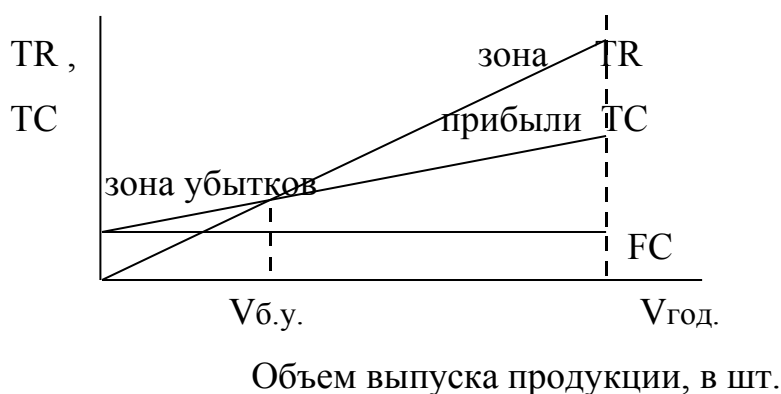 TR ,
зона TR
TC
прибыли TC
зона убытков
FC
Vб.у.
Vгод.
Объем выпуска продукции, в шт.